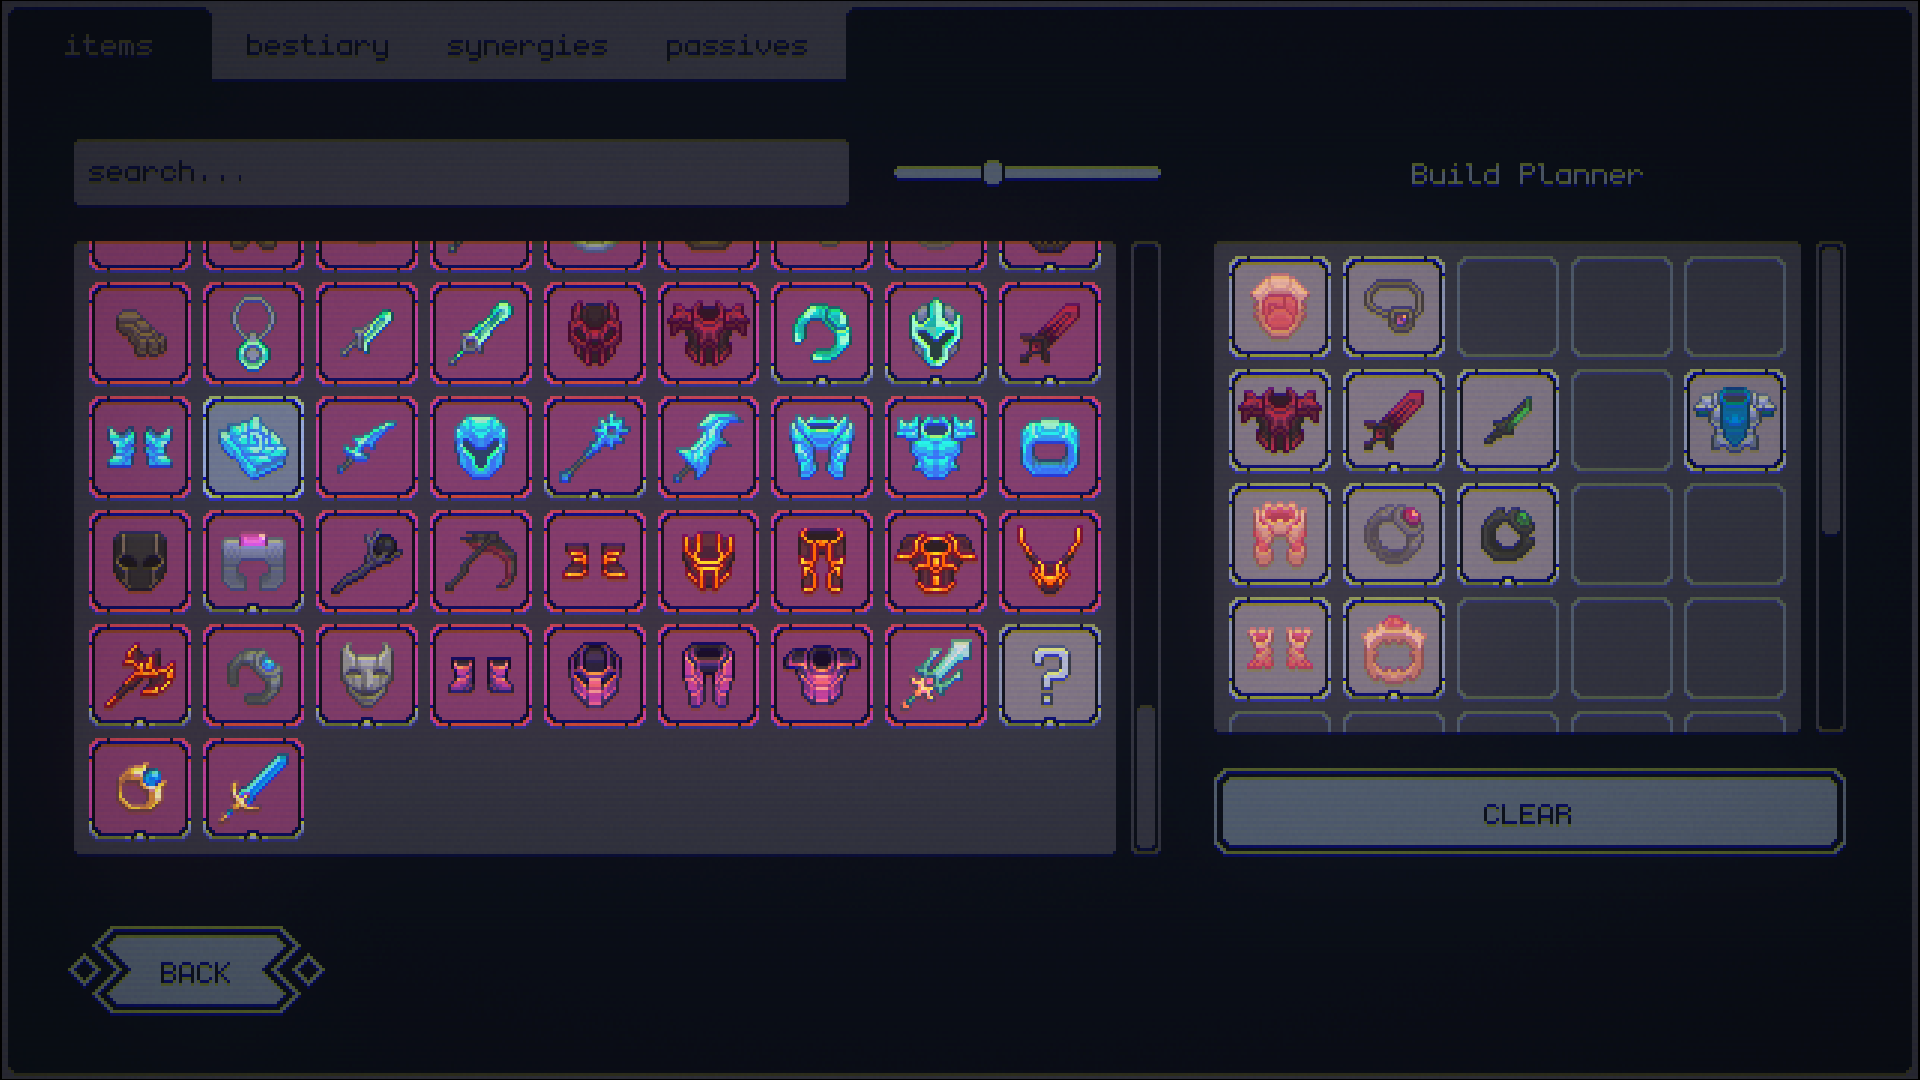 items
bestiary
synergies
passives
search...
Build Planner
?
CLEAR
BACK